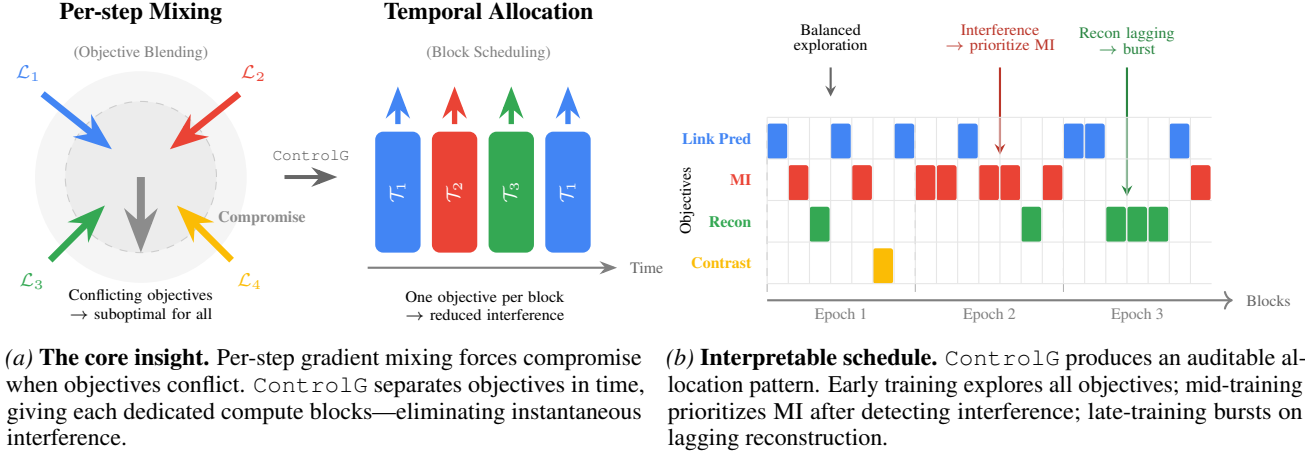 Per-step Mixing
(Objective Blending)
ℒ1
ℒ2
Compromise
ℒ3
ℒ4
Conflicting objectives
→ suboptimal for all
ControlG
Temporal Allocation
(Block Scheduling)
𝒯1
𝒯2
𝒯3
𝒯1
Time
One objective per block
→ reduced interference
(a) The core insight. Per-step gradient mixing forces compromise
when objectives conflict. ControlG separates objectives in time,
giving each dedicated compute blocks—eliminating instantaneous
interference.
Balanced
exploration
Interference
→ prioritize MI
Recon lagging
→ burst
Objectives
Link Pred
MI
Recon
Contrast
Blocks
Epoch 1
Epoch 2
Epoch 3
(b) Interpretable schedule. ControlG produces an auditable al-
location pattern. Early training explores all objectives; mid-training
prioritizes MI after detecting interference; late-training bursts on
lagging reconstruction.